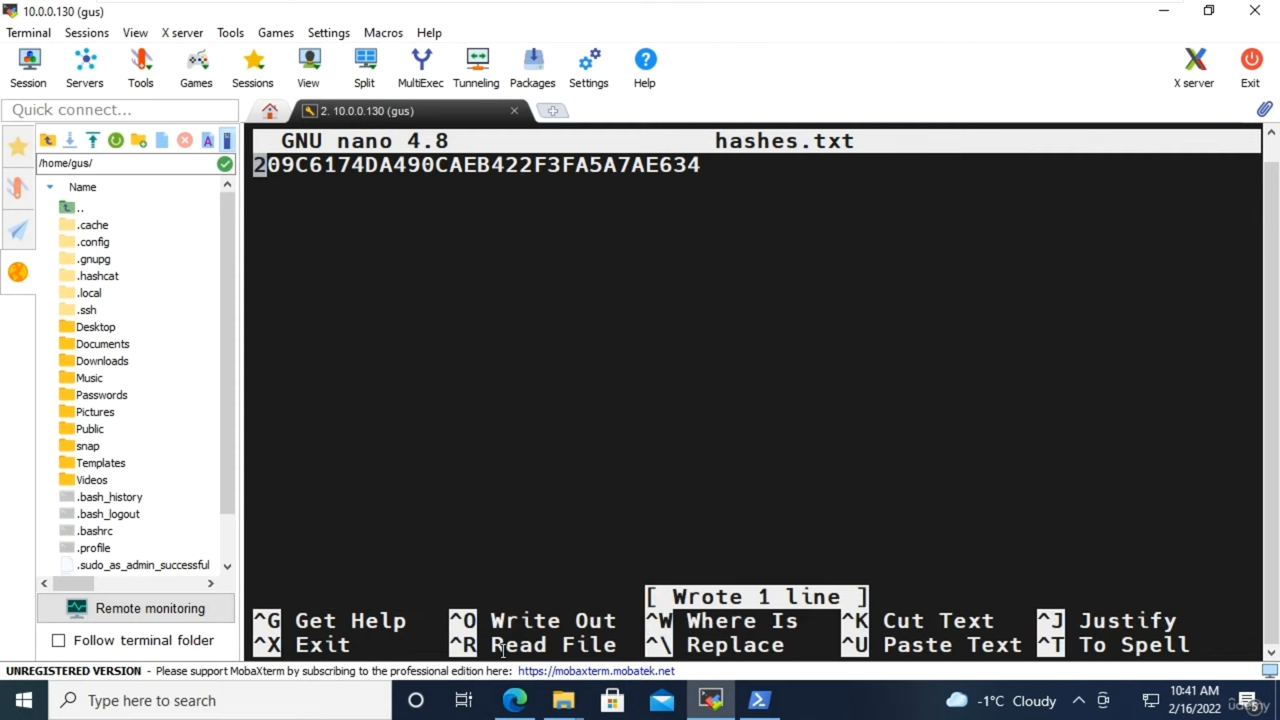 10.0.0.130 (gus)
Terminal Sessions View X server Tools Games Settings Macros Help
Session Servers Tools Games Sessions View Split MultiExec Tunneling Packages Settings Help X server Exit
Quick connect...
2. 10.0.0.130 (gus)
/home/gus/
Name
..
.cache
.config
.gnupg
.hashcat
.local
.ssh
Desktop
Documents
Downloads
Music
Passwords
Pictures
Public
snap
Templates
Videos
.bash_history
.bash_logout
.bashrc
.profile
.sudo_as_admin_successful
Remote monitoring
Follow terminal folder
GNU nano 4.8 hashes.txt
209C6174DA490CAEB422F3FA5A7AE634
[ Wrote 1 line ]
^G Get Help ^O Write Out ^W Where Is ^K Cut Text ^J Justify
^X Exit ^R Read File ^\ Replace ^U Paste Text ^T To Spell
UNREGISTERED VERSION - Please support MobaXterm by subscribing to the professional edition here: https://mobaxterm.mobatek.net
Type here to search
-1°C Cloudy
10:41 AM
2/16/2022
ûdemy